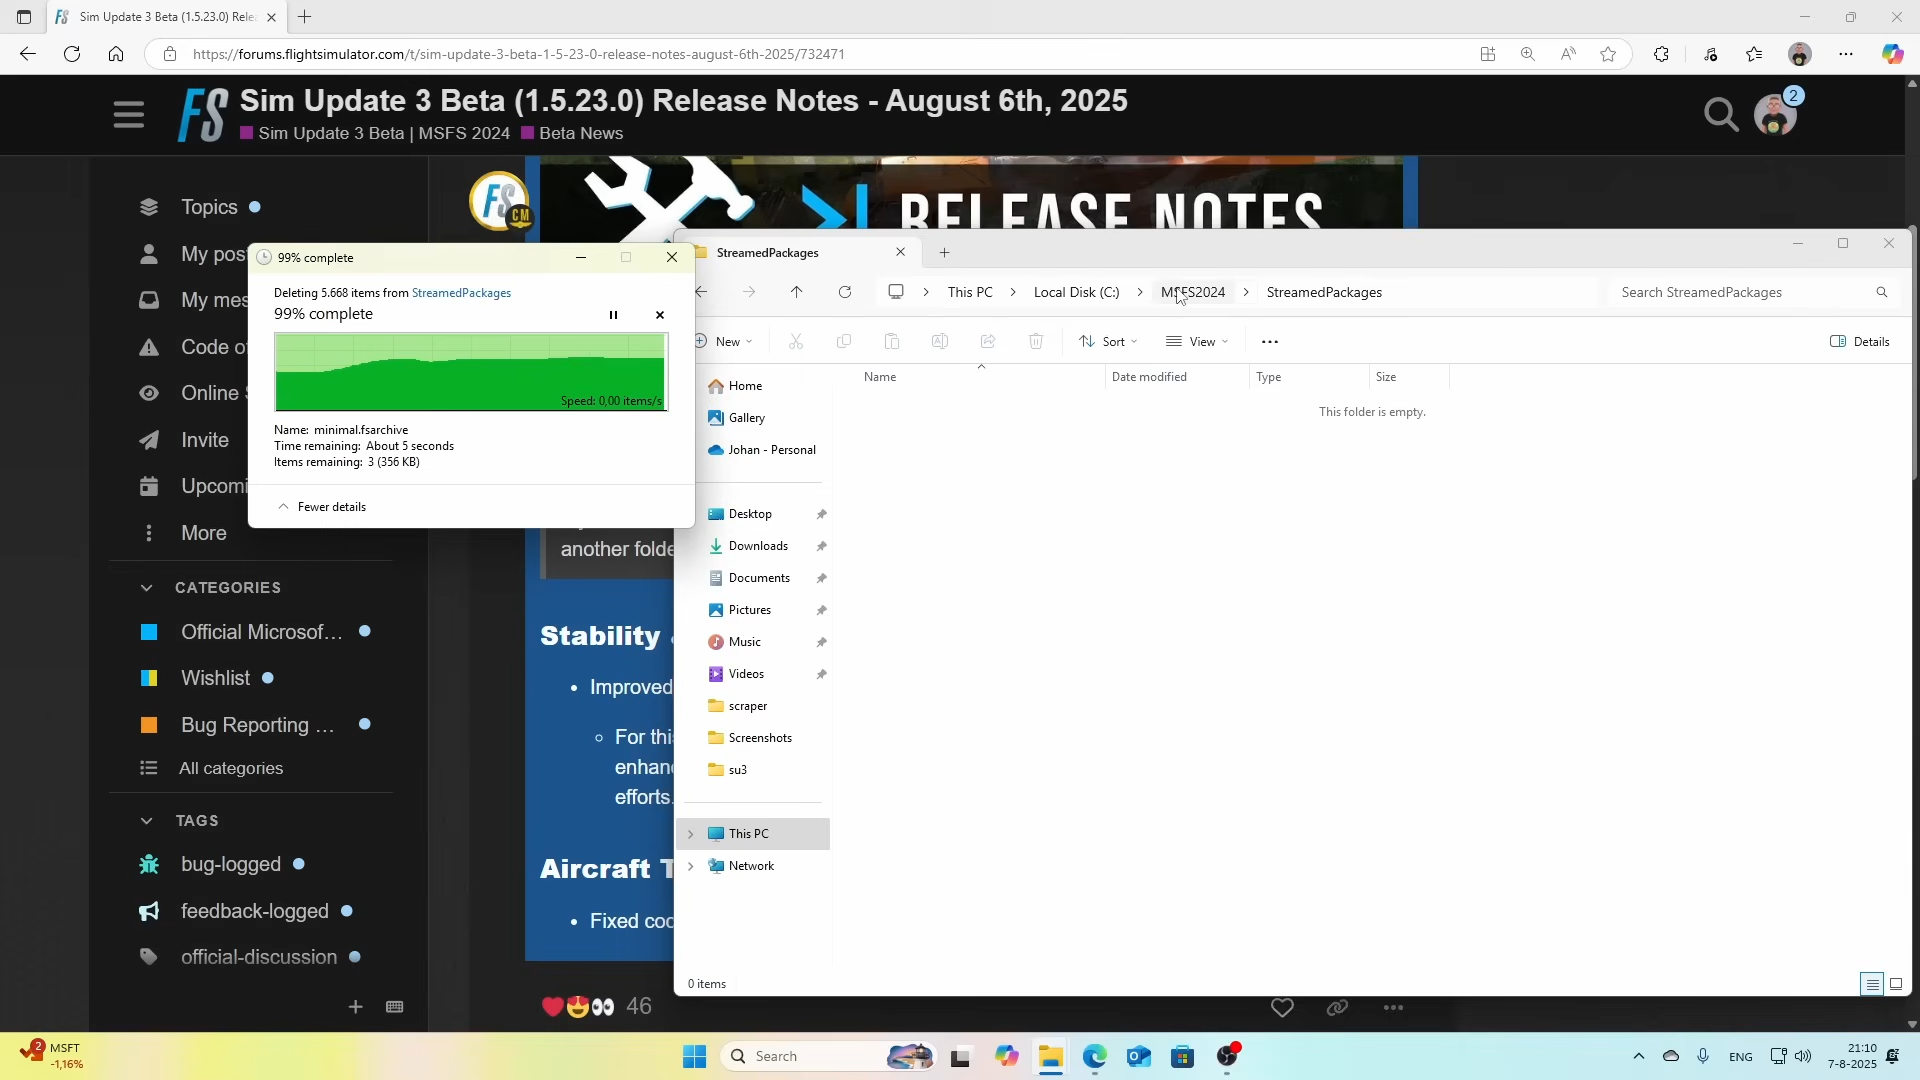 Sim Update 3 Beta (1.5.23.0) Rele
https://forums.flightsimulator.com/t/sim-update-3-beta-1-5-23-0-release-notes-august-6th-2025/732471
FS
Sim Update 3 Beta (1.5.23.0) Release Notes - August 6th, 2025
Sim Update 3 Beta | MSFS 2024
Beta News
2
Topics
My pos
My mes
Code o
Online
Invite
Upcomi
More
CATEGORIES
Official Microsof...
Wishlist
Bug Reporting ...
All categories
TAGS
bug-logged
feedback-logged
official-discussion
FS
CM
RELEASE NOTES
another folde
Stability
Improved
For thi
enhan
efforts.
Aircraft T
Fixed coc
46
99% complete
Deleting 5.668 items from StreamedPackages
99% complete
Speed: 0,00 items/s
Name: minimal.fsarchive
Time remaining: About 5 seconds
Items remaining: 3 (356 KB)
Fewer details
StreamedPackages
This PC
Local Disk (C:)
MSFS2024
StreamedPackages
Search StreamedPackages
New
Sort
View
Details
Name
Date modified
Type
Size
This folder is empty.
Home
Gallery
Johan - Personal
Desktop
Downloads
Documents
Pictures
Music
Videos
scraper
Screenshots
su3
This PC
Network
0 items
2
MSFT
-1,16%
Search
ENG
21:10
7-8-2025